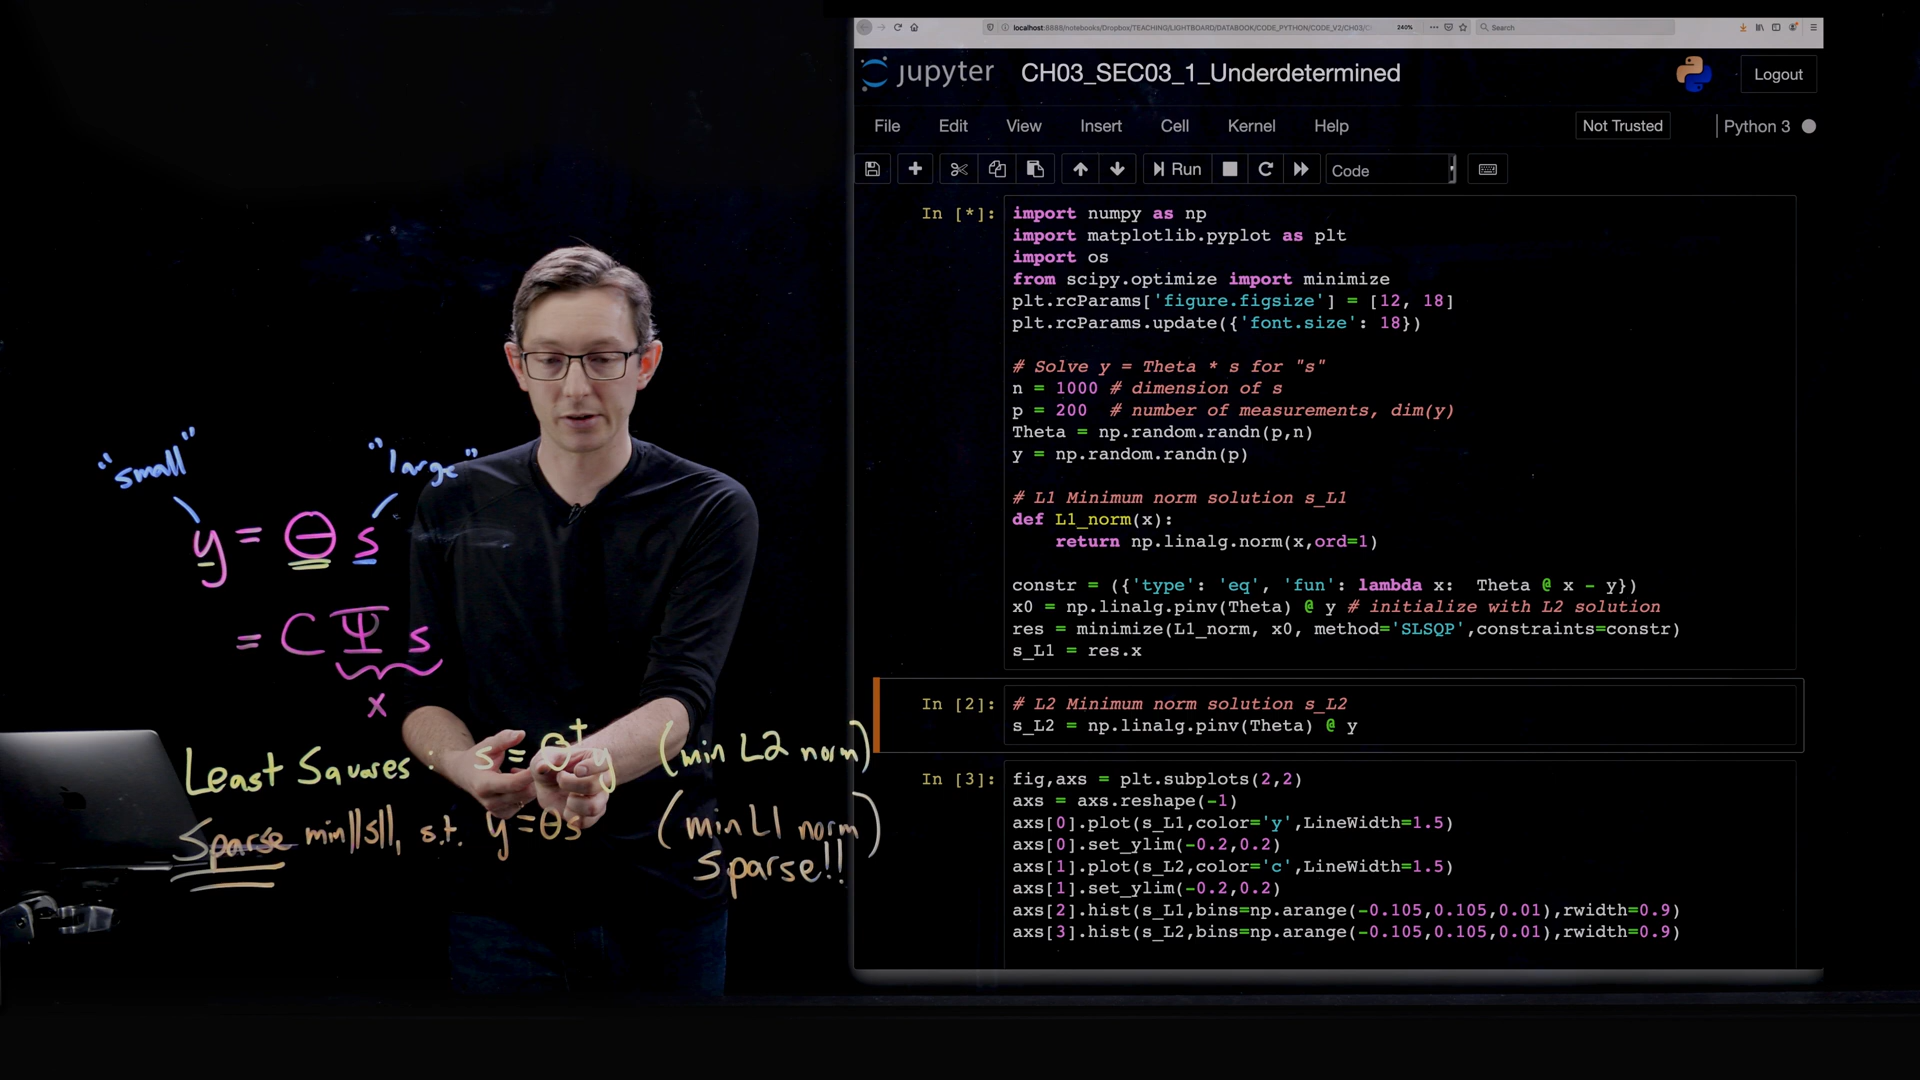 "small"
"large"
y = Θ s
= C Ψ s
x
Least Squares: s = Θ† y (min L2 norm)
Sparse min||s||₁ s.t. y = Θs (min L1 norm)
Sparse!!
240%
Search
jupyter CH03_SEC03_1_Underdetermined
Logout
File Edit View Insert Cell Kernel Help
Not Trusted
Python 3
Run
Code
In [*]:
import numpy as np
import matplotlib.pyplot as plt
import os
from scipy.optimize import minimize
plt.rcParams['figure.figsize'] = [12, 18]
plt.rcParams.update({'font.size': 18})
# Solve y = Theta * s for "s"
n = 1000 # dimension of s
p = 200 # number of measurements, dim(y)
Theta = np.random.randn(p,n)
y = np.random.randn(p)
# L1 Minimum norm solution s_L1
def L1_norm(x):
return np.linalg.norm(x,ord=1)
constr = ({'type': 'eq', 'fun': lambda x: Theta @ x - y})
x0 = np.linalg.pinv(Theta) @ y # initialize with L2 solution
res = minimize(L1_norm, x0, method='SLSQP',constraints=constr)
s_L1 = res.x
In [2]:
# L2 Minimum norm solution s_L2
s_L2 = np.linalg.pinv(Theta) @ y
In [3]:
fig,axs = plt.subplots(2,2)
axs = axs.reshape(-1)
axs[0].plot(s_L1,color='y',LineWidth=1.5)
axs[0].set_ylim(-0.2,0.2)
axs[1].plot(s_L2,color='c',LineWidth=1.5)
axs[1].set_ylim(-0.2,0.2)
axs[2].hist(s_L1,bins=np.arange(-0.105,0.105,0.01),rwidth=0.9)
axs[3].hist(s_L2,bins=np.arange(-0.105,0.105,0.01),rwidth=0.9)